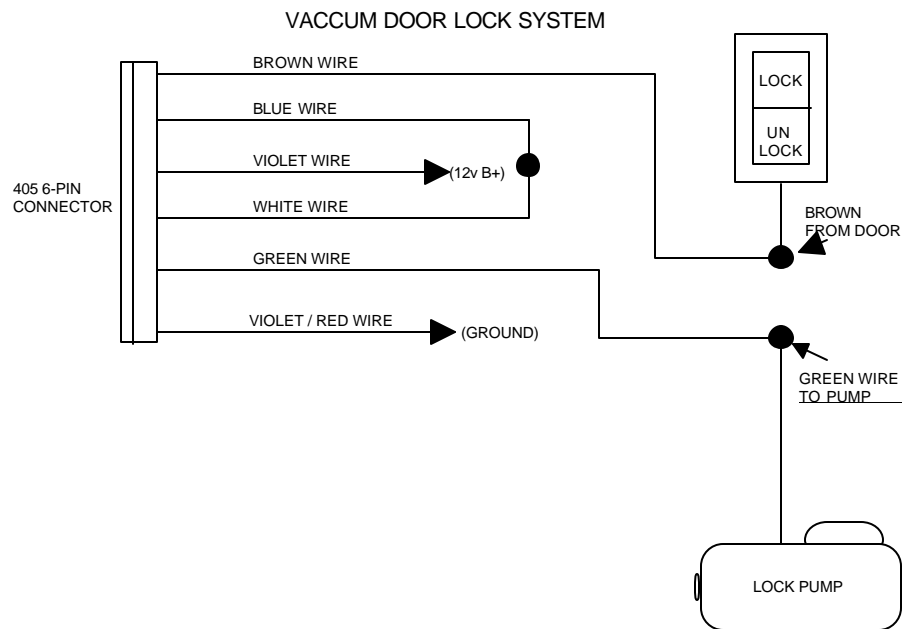 VACCUM DOOR LOCK SYSTEM
BROWN WIRE
BLUE WIRE
VIOLET WIRE
(12v B+)
WHITE WIRE
405 6-PIN
CONNECTOR
GREEN WIRE
VIOLET / RED WIRE
(GROUND)
LOCK
UN
LOCK
BROWN
FROM DOOR
GREEN WIRE
TO PUMP
LOCK PUMP